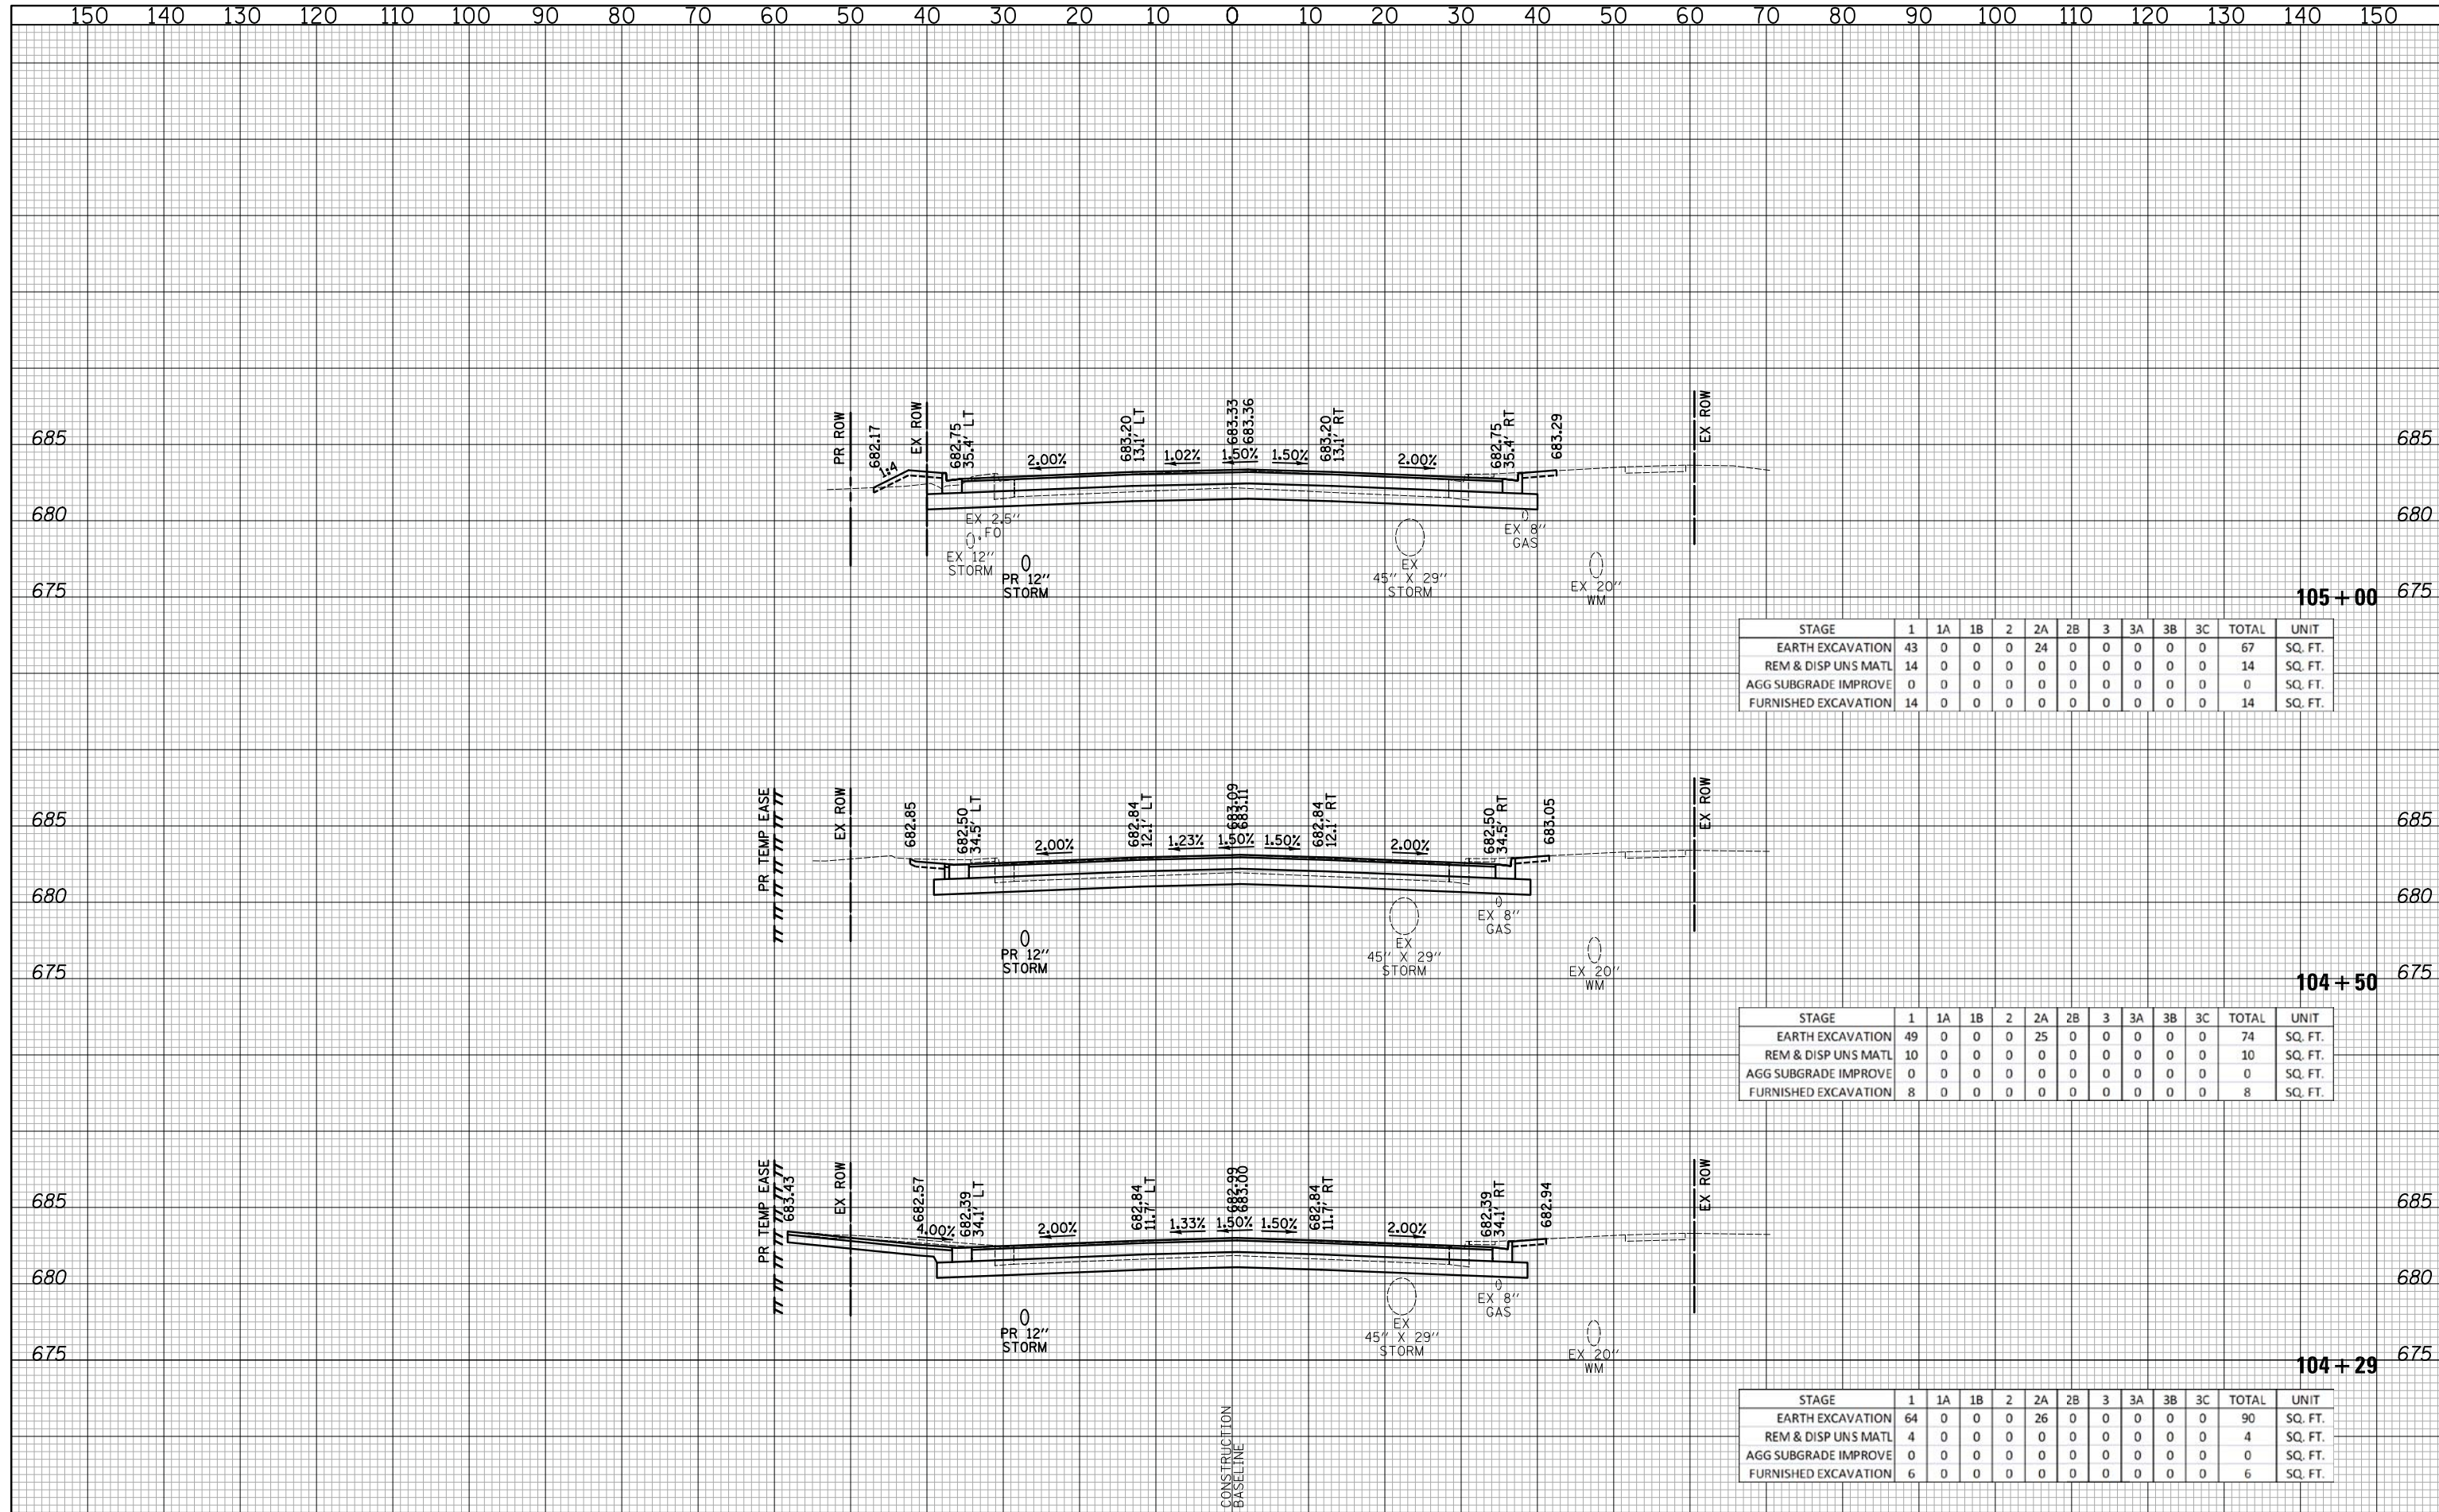 150 140 130 120 110 100 90 80 70 60 50 40 30 20 10 0 10 20 30 40 50 60 70 80 90 100 110 120 130 140 150
PR ROW
682.17
EX ROW
682.75
35.4' LT
683.20
13.1' LT
683.33
683.36
683.20
13.1' RT
682.75
35.4' RT
683.29
EX ROW
685 685
1:4 2.00% 1.02% 1.50% 1.50% 2.00%
680 680
EX 2.5"
FO
EX 12"
STORM
PR 12"
STORM
EX
45" X 29"
STORM
EX 8"
GAS
EX 20"
WM
675 675
105+00
STAGE 1 1A 1B 2 2A 2B 3 3A 3B 3C TOTAL UNIT
EARTH EXCAVATION 43 0 0 0 24 0 0 0 0 0 67 SQ. FT.
REM & DISP UNS MATL 14 0 0 0 0 0 0 0 0 0 14 SQ. FT.
AGG SUBGRADE IMPROVE 0 0 0 0 0 0 0 0 0 0 0 SQ. FT.
FURNISHED EXCAVATION 14 0 0 0 0 0 0 0 0 0 14 SQ. FT.
PR TEMP EASE
EX ROW
682.85
682.50
34.5' LT
682.84
12.1' LT
683.09
683.11
682.84
12.1' RT
682.50
34.5' RT
683.05
EX ROW
685 685
2.00% 1.23% 1.50% 1.50% 2.00%
680 680
PR 12"
STORM
EX
45" X 29"
STORM
EX 8"
GAS
EX 20"
WM
675 675
104+50
STAGE 1 1A 1B 2 2A 2B 3 3A 3B 3C TOTAL UNIT
EARTH EXCAVATION 49 0 0 0 25 0 0 0 0 0 74 SQ. FT.
REM & DISP UNS MATL 10 0 0 0 0 0 0 0 0 0 10 SQ. FT.
AGG SUBGRADE IMPROVE 0 0 0 0 0 0 0 0 0 0 0 SQ. FT.
FURNISHED EXCAVATION 8 0 0 0 0 0 0 0 0 0 8 SQ. FT.
PR TEMP EASE
683.43
EX ROW
682.57
682.39
34.1' LT
682.84
11.7' LT
682.99
683.00
682.84
11.7' RT
682.39
34.1' RT
682.94
EX ROW
685 685
4.00% 2.00% 1.33% 1.50% 1.50% 2.00%
680 680
PR 12"
STORM
EX
45" X 29"
STORM
EX 8"
GAS
EX 20"
WM
675 675
104+29
STAGE 1 1A 1B 2 2A 2B 3 3A 3B 3C TOTAL UNIT
EARTH EXCAVATION 64 0 0 0 26 0 0 0 0 0 90 SQ. FT.
REM & DISP UNS MATL 4 0 0 0 0 0 0 0 0 0 4 SQ. FT.
AGG SUBGRADE IMPROVE 0 0 0 0 0 0 0 0 0 0 0 SQ. FT.
FURNISHED EXCAVATION 6 0 0 0 0 0 0 0 0 0 6 SQ. FT.
CONSTRUCTION
BASELINE